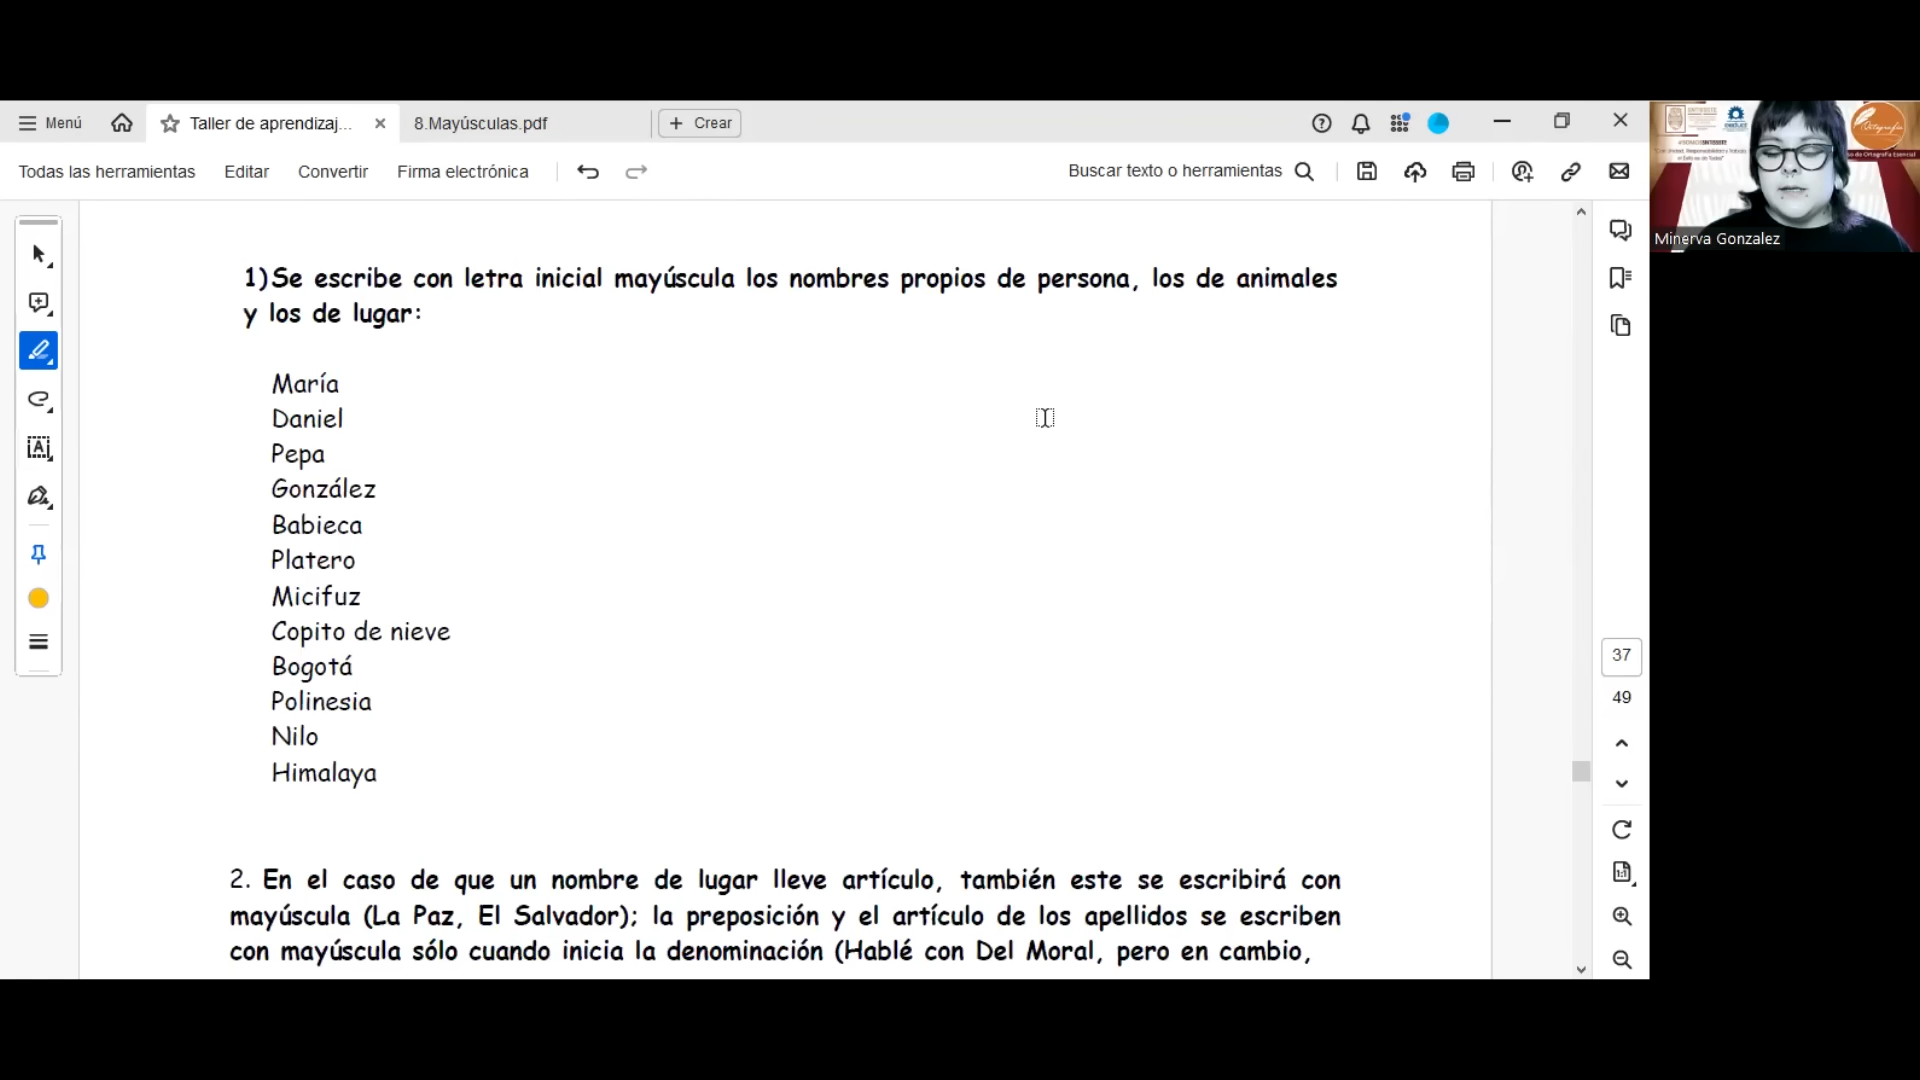 Menú
Taller de aprendizaj...
8.Mayúsculas.pdf
Crear
Todas las herramientas
Editar
Convertir
Firma electrónica
Buscar texto o herramientas
Minerva Gonzalez
1)Se escribe con letra inicial mayúscula los nombres propios de persona, los de animales
y los de lugar:
María
Daniel
Pepa
González
Babieca
Platero
Micifuz
Copito de nieve
Bogotá
Polinesia
Nilo
Himalaya
2. En el caso de que un nombre de lugar lleve artículo, también este se escribirá con
mayúscula (La Paz, El Salvador); la preposición y el artículo de los apellidos se escriben
con mayúscula sólo cuando inicia la denominación (Hablé con Del Moral, pero en cambio,
37
49